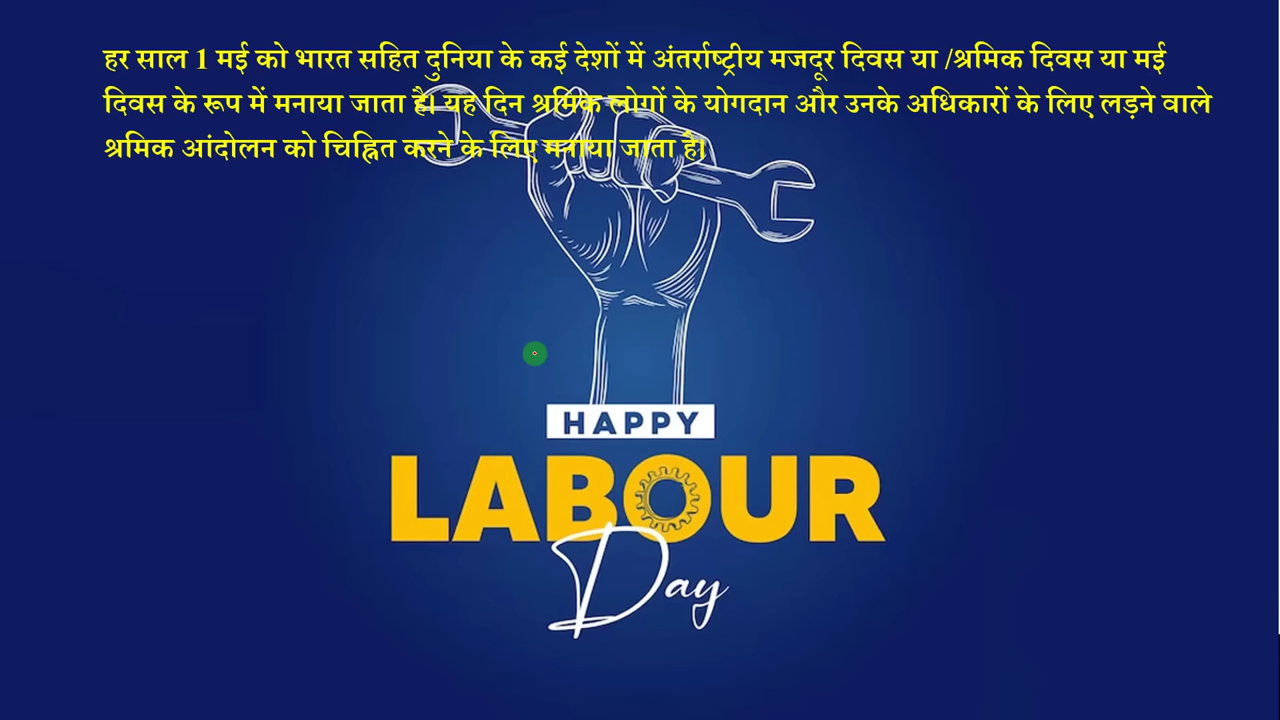 हर साल 1 मई को भारत सहित दुनिया के कई देशों में अंतर्राष्ट्रीय मजदूर दिवस या /श्रमिक दिवस या मई
दिवस के रूप में मनाया जाता है। यह दिन श्रमिक लोगों के योगदान और उनके अधिकारों के लिए लड़ने वाले
श्रमिक आंदोलन को चिह्नित करने के लिए मनाया जाता है।
HAPPY
LABOUR
Day